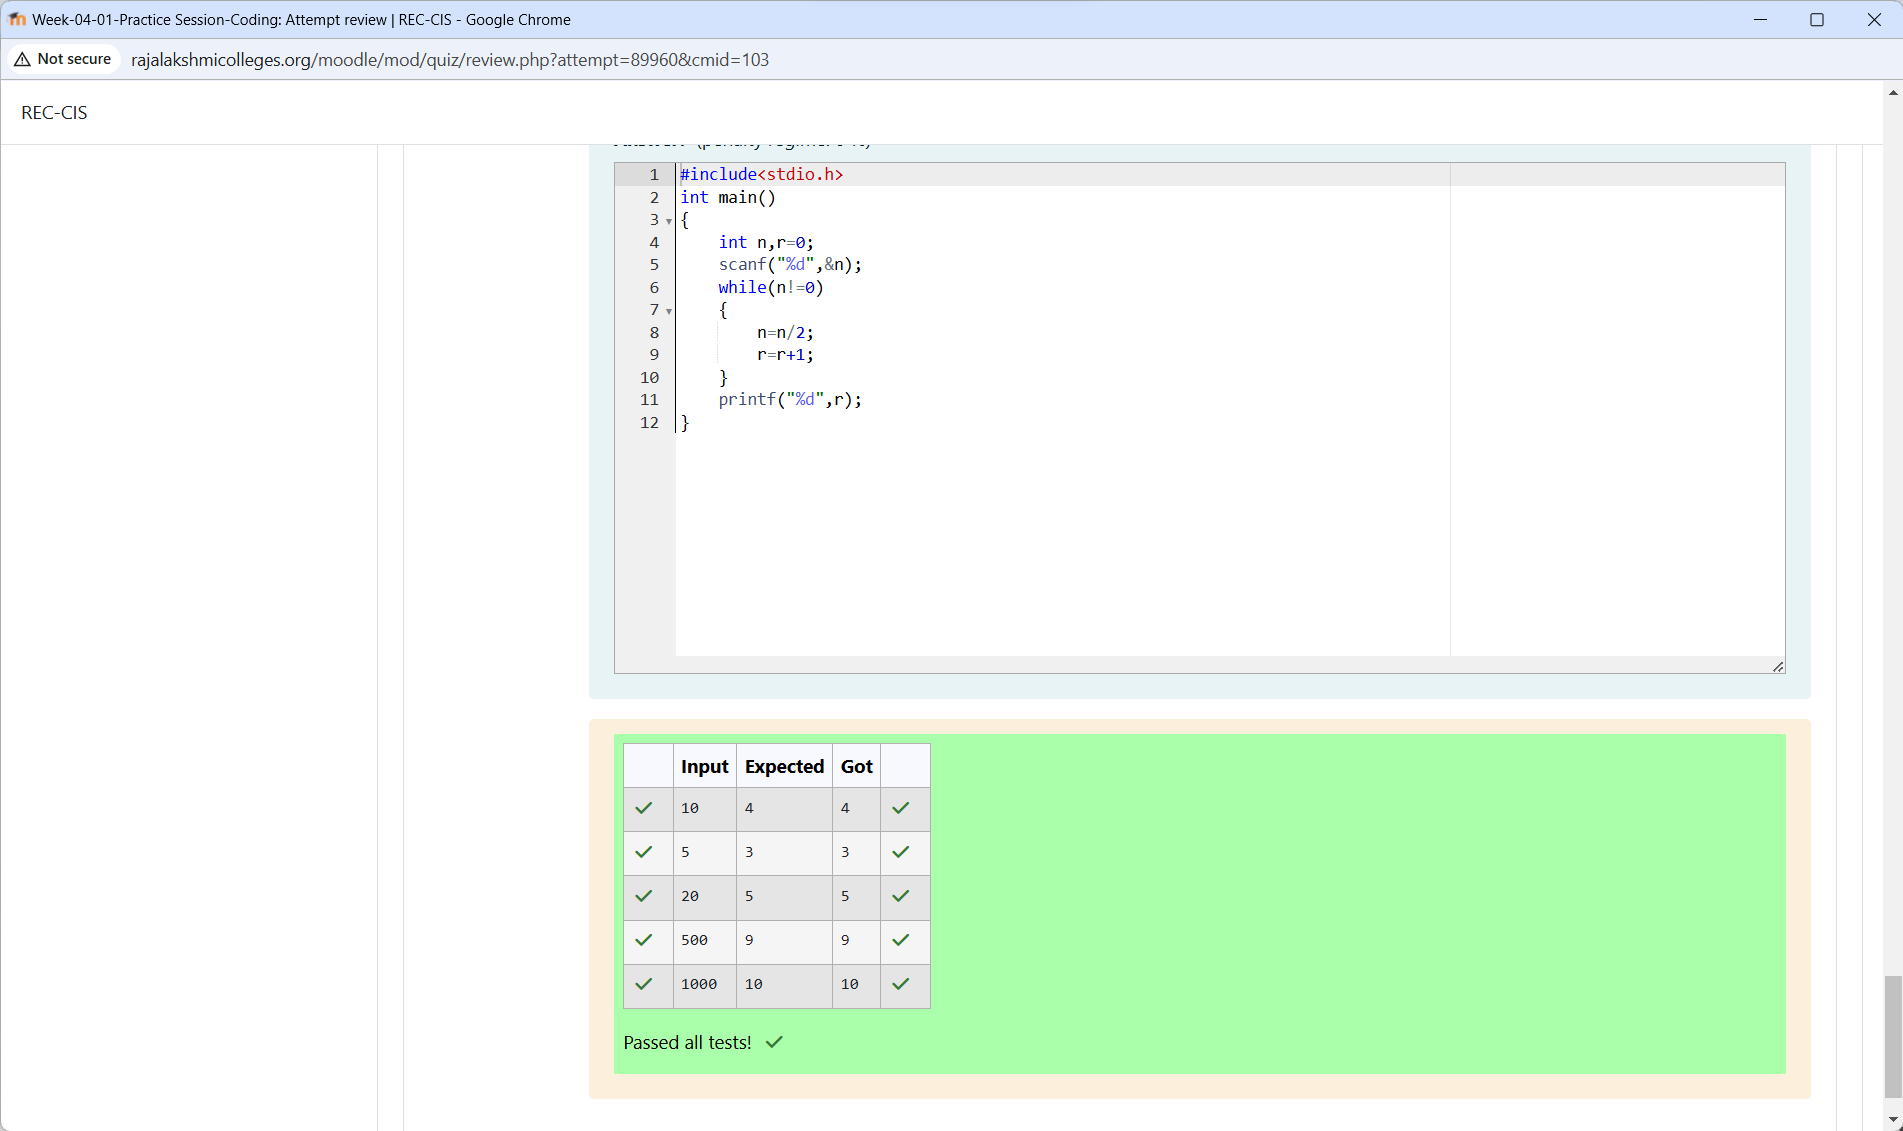 Week-04-01-Practice Session-Coding: Attempt review | REC-CIS - Google Chrome
Not secure rajalakshmicolleges.org/moodle/mod/quiz/review.php?attempt=89960&cmid=103
REC-CIS
1 #include<stdio.h>
2 int main()
3 {
4     int n,r=0;
5     scanf("%d",&n);
6     while(n!=0)
7     {
8         n=n/2;
9         r=r+1;
10     }
11     printf("%d",r);
12 }
Input Expected Got
10 4 4
5 3 3
20 5 5
500 9 9
1000 10 10
Passed all tests!